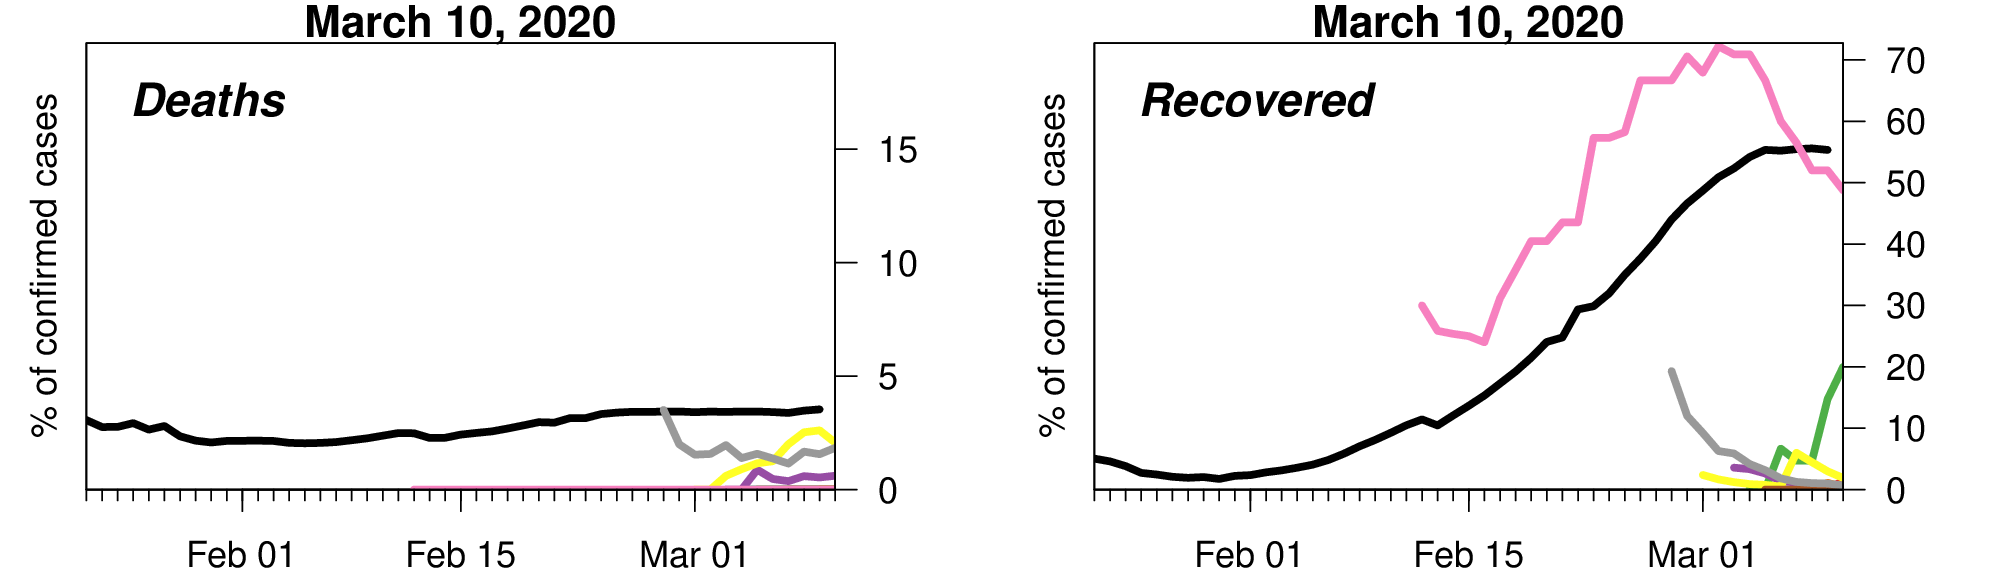 March 10, 2020
Deaths
% of confirmed cases
15
10
5
0
Feb 01
Feb 15
Mar 01
March 10, 2020
Recovered
% of confirmed cases
70
60
50
40
30
20
10
0
Feb 01
Feb 15
Mar 01